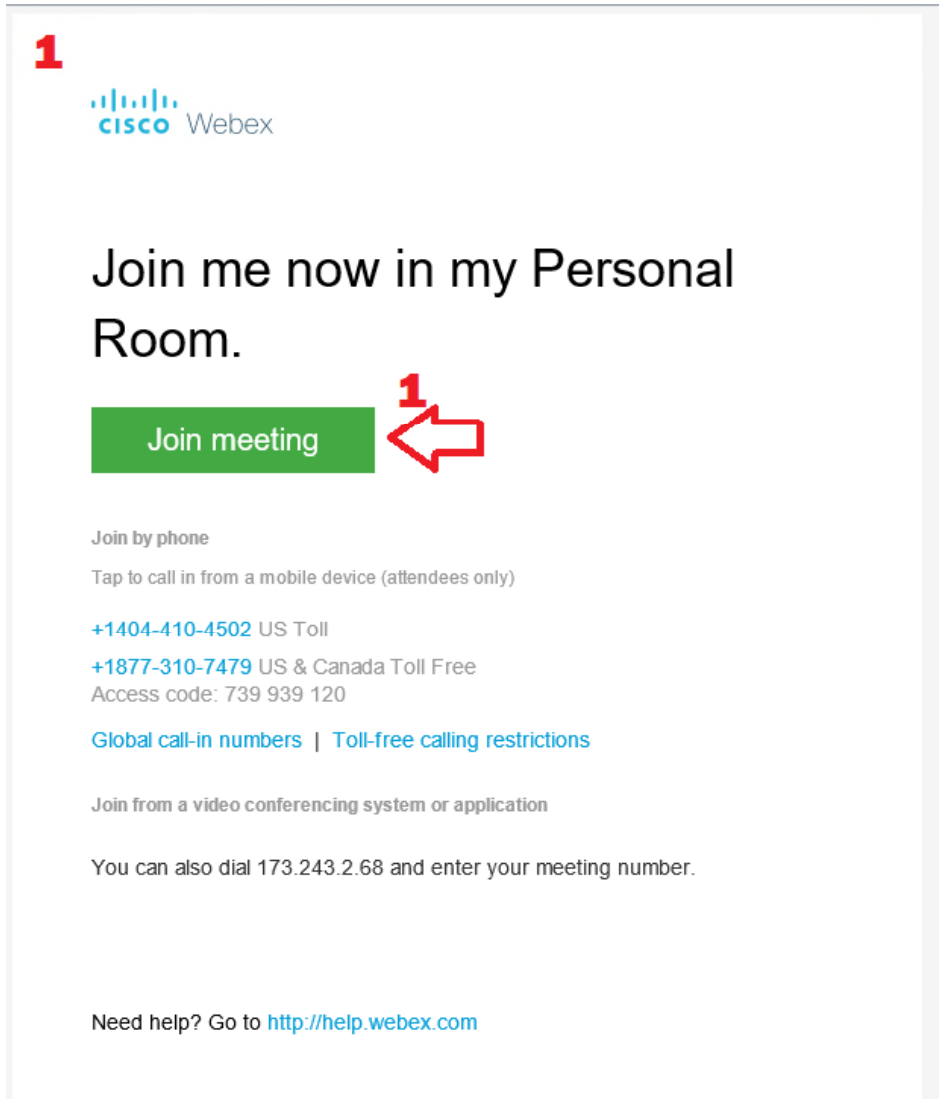 1
CISCO Webex
Join me now in my Personal
Room.
1
Join meeting
Join by phone
Tap to call in from a mobile device (attendees only)
+1404-410-4502 US Toll
+1877-310-7479 US & Canada Toll Free
Access code: 739 939 120
Global call-in numbers | Toll-free calling restrictions
Join from a video conferencing system or application
You can also dial 173.243.2.68 and enter your meeting number.
Need help? Go to http://help.webex.com